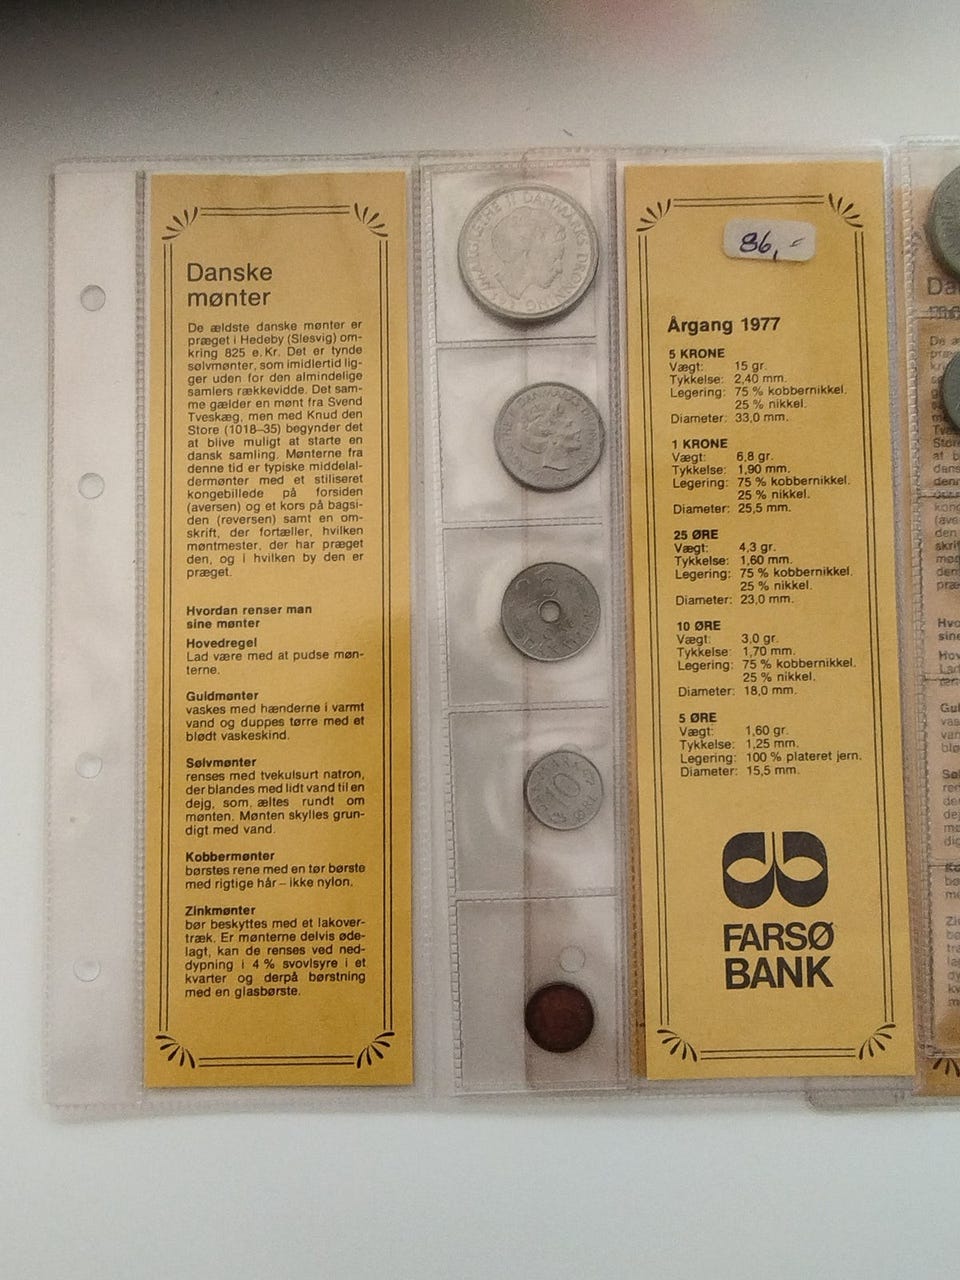 Danske
mønter
De ældste danske mønter er
præget i Hedeby (Slesvig) om-
kring 825 e. Kr. Det er tynde
sølvmønter, som imidlertid lig-
ger uden for den almindelige
samlers rækkevidde. Det sam-
me gælder en mønt fra Svend
Tveskæg, men med Knud den
Store (1018–35) begynder det
at blive muligt at starte en
dansk samling. Mønterne fra
denne tid er typiske middelal-
dermønter med et stiliseret
kongebillede på forsiden
(aversen) og et kors på bagsi-
den (reversen) samt en om-
skrift, der fortæller, hvilken
møntmester, der har præget
den, og i hvilken by den er
præget.
Hvordan renser man
sine mønter
Hovedregel
Lad være med at pudse møn-
terne.
Guldmønter
vaskes med hænderne i varmt
vand og duppes tørre med et
blødt vaskeskind.
Sølvmønter
renses med tvekulsurt natron,
der blandes med lidt vand til en
dejg, som, æltes rundt om
mønten. Mønten skylles grun-
digt med vand.
Kobbermønter
børstes rene med en tør børste
med rigtige hår – ikke nylon.
Zinkmønter
bør beskyttes med et lakover-
træk. Er mønterne delvis øde-
lagt, kan de renses ved ned-
dypning i 4 % svovlsyre i et
kvarter og derpå børstning
med en glasbørste.
MARGRETHE II DANMARKS DRONNING
25
DANMARK
10
ØRE
86,-
Årgang 1977
5 KRONE
Vægt: 15 gr.
Tykkelse: 2,40 mm.
Legering: 75 % kobbernikkel.
25 % nikkel.
Diameter: 33,0 mm.
1 KRONE
Vægt: 6,8 gr.
Tykkelse: 1,90 mm.
Legering: 75 % kobbernikkel.
25 % nikkel.
Diameter: 25,5 mm.
25 ØRE
Vægt: 4,3 gr.
Tykkelse: 1,60 mm.
Legering: 75 % kobbernikkel.
25 % nikkel.
Diameter: 23,0 mm.
10 ØRE
Vægt: 3,0 gr.
Tykkelse: 1,70 mm.
Legering: 75 % kobbernikkel.
25 % nikkel.
Diameter: 18,0 mm.
5 ØRE
Vægt: 1,60 gr.
Tykkelse: 1,25 mm.
Legering: 100 % plateret jern.
Diameter: 15,5 mm.
FARSØ
BANK